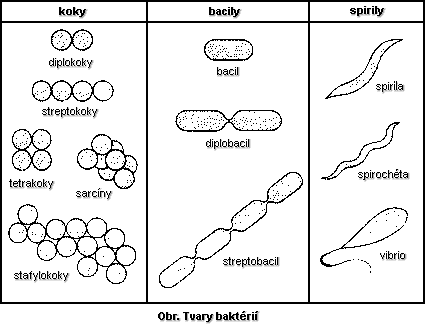 koky
diplokoky
streptokoky
tetrakoky
sarcíny
stafylokoky
bacily
bacil
diplobacil
streptobacil
spirily
spirila
spirochéta
vibrio
Obr. Tvary baktérií